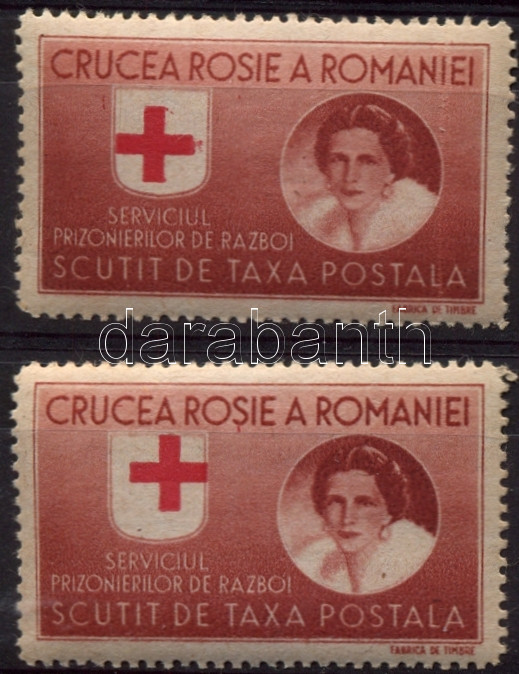 CRUCEA ROSIE A ROMANIEI
SERVICIUL
PRIZONIERILOR DE RAZBOI
SCUTIT DE TAXA POSTALA
FABRICA DE TIMBRE
darabanth
CRUCEA ROȘIE A ROMANIEI
SERVICIUL
PRIZONIERILOR DE RAZBOI
SCUTIT, DE TAXA POSTALA
FABRICA DE TIMBRE